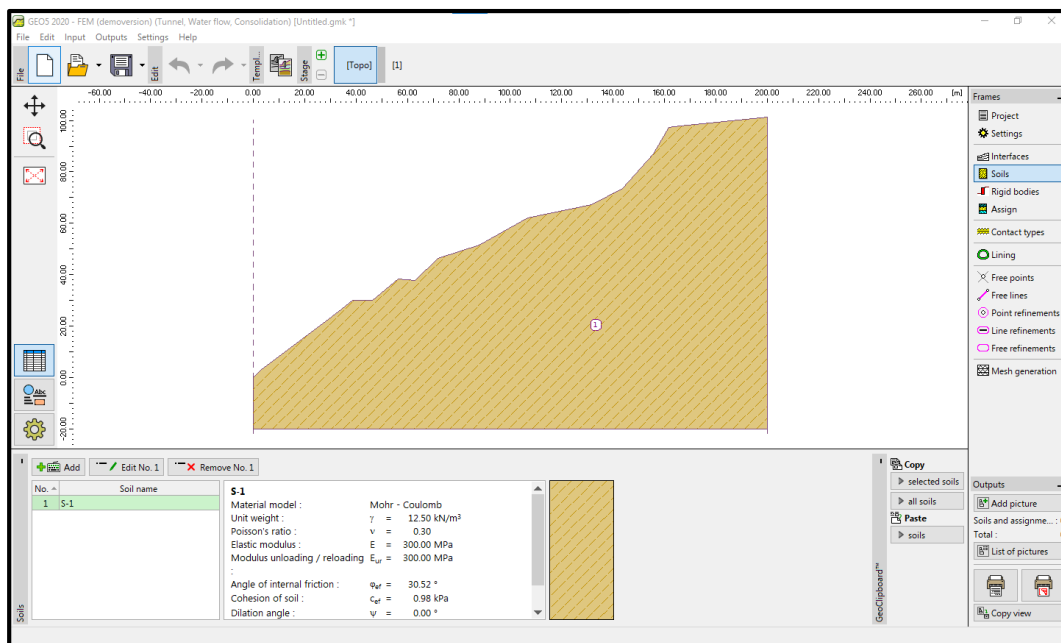 GEO5 2020 - FEM (demoversion) (Tunnel, Water flow, Consolidation) [Untitled.gmk *]
File Edit Input Outputs Settings Help
File
Edit
Templ...
Stage
[Topo] [1]
-60.00 -40.00 -20.00 0.00 20.00 40.00 60.00 80.00 100.00 120.00 140.00 160.00 180.00 200.00 220.00 240.00 260.00 [m]
100.00
80.00
60.00
40.00
20.00
0.00
-20.00
1
Abc
Frames
Project
Settings
Interfaces
Soils
Rigid bodies
Assign
Contact types
Lining
Free points
Free lines
Point refinements
Line refinements
Free refinements
Mesh generation
Soils
Add Edit No. 1 Remove No. 1
No. Soil name
1 S-1
S-1
Material model : Mohr - Coulomb
Unit weight : γ = 12.50 kN/m³
Poisson's ratio : ν = 0.30
Elastic modulus : E = 300.00 MPa
Modulus unloading / reloading E_ur = 300.00 MPa
:
Angle of internal friction : φ_ef = 30.52 °
Cohesion of soil : c_ef = 0.98 kPa
Dilation angle : ψ = 0.00 °
GeoClipboard™
Copy
selected soils
all soils
Paste
soils
Outputs
Add picture
Soils and assignme... :
Total :
List of pictures
Copy view